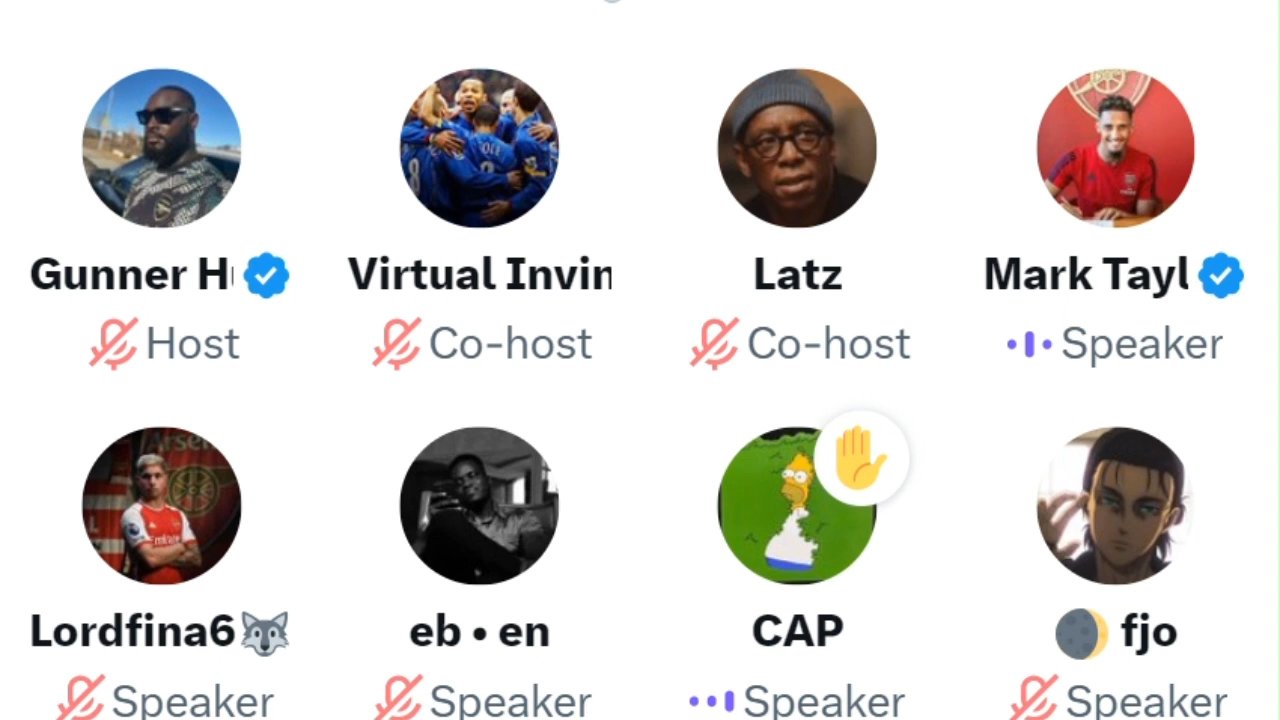 Gunner H
Virtual Invin
Latz
Mark Tayl
Host
Co-host
Co-host
Speaker
Lordfina6🐺
eb • en
CAP
🌒 fjo
Speaker
Speaker
Speaker
Speaker